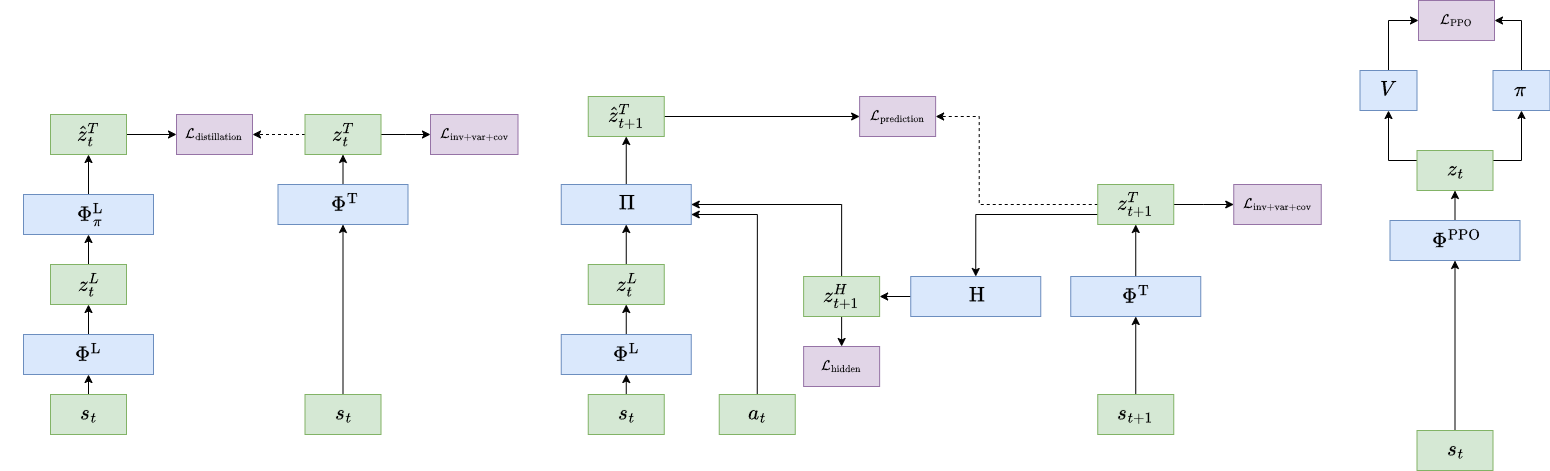 $\hat{z}_t^T$
$\mathcal{L}_{\text{distillation}}$
$z_t^T$
$\mathcal{L}_{\text{inv+var+cov}}$
$\Phi_\pi^{\text{L}}$
$\Phi^{\text{T}}$
$z_t^L$
$\Phi^{\text{L}}$
$s_t$
$s_t$
$\hat{z}_{t+1}^T$
$\mathcal{L}_{\text{prediction}}$
$\Pi$
$z_{t+1}^T$
$\mathcal{L}_{\text{inv+var+cov}}$
$z_t^L$
$z_{t+1}^H$
$\text{H}$
$\Phi^{\text{T}}$
$\Phi^{\text{L}}$
$\mathcal{L}_{\text{hidden}}$
$s_t$
$a_t$
$s_{t+1}$
$\mathcal{L}_{\text{PPO}}$
$V$
$\pi$
$z_t$
$\Phi^{\text{PPO}}$
$s_t$